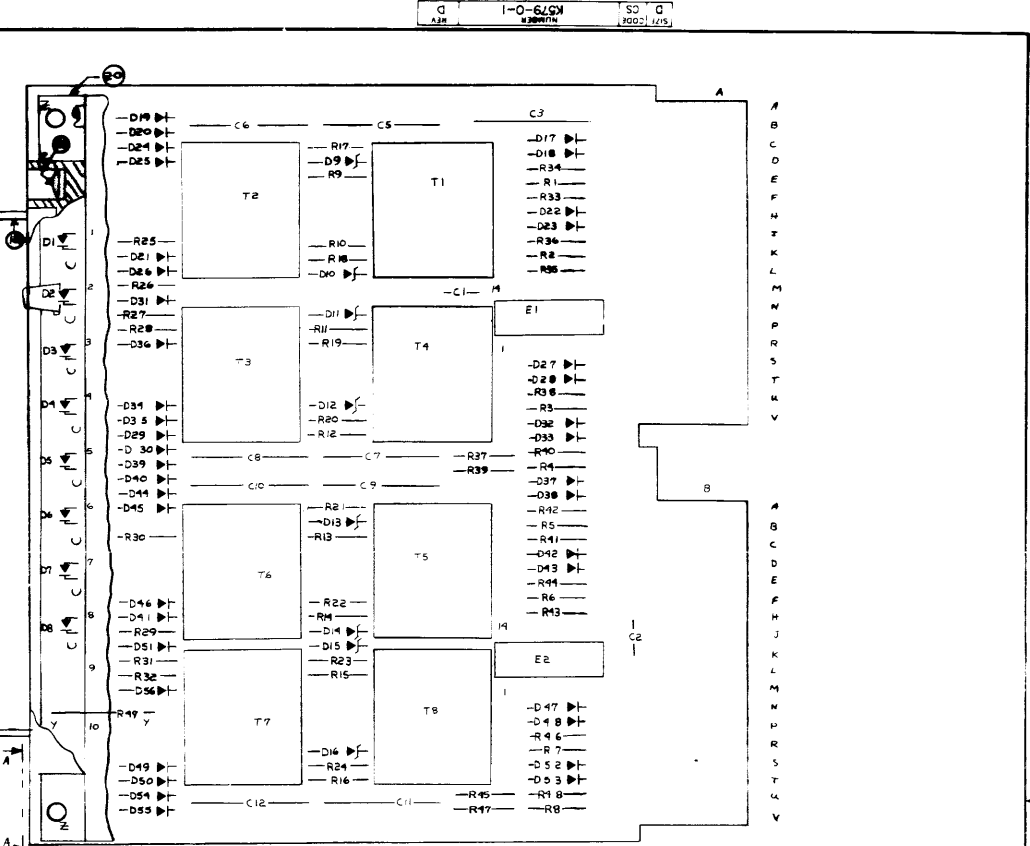 SIZE CODE NUMBER REV
D CS K579-0-1 D
20
A
C6 C5 C3
D19
D20
D24
D25
R17
D9
R9
T2
T1
D17
D18
R34
R1
R33
D22
D23
R36
R2
R35
A
B
C
D
E
F
H
J
K
L
M
N
P
R
S
T
U
V
Z
D1
D2
D3
D4
D5
D6
D7
D8
1
2
3
4
5
6
7
8
9
10
R25
D21
D26
R26
D31
R27
R28
D36
R10
R18
D10
C1
14
E1
1
D11
R11
R19
T3
T4
D27
D28
R38
R3
D32
D33
R40
R4
D37
D38
R42
R5
R41
D42
D43
R44
R6
R43
D34
D35
D29
D30
D39
D40
D44
D45
R30
D12
R20
R12
C8 C7
R37
R39
C10 C9
B
R21
D13
R13
T6
T5
A
B
C
D
E
F
H
J
K
L
M
N
P
R
S
T
U
V
D46
D41
R29
D51
R31
R32
D56
R22
R14
D14
D15
R23
R15
14
E2
1
C2
Y R49 Y
T7
T8
D47
D48
R46
R7
D52
D53
R48
R8
D16
R24
R16
D49
D50
D54
D55
C12 C11
R45
R47
Z
A
A